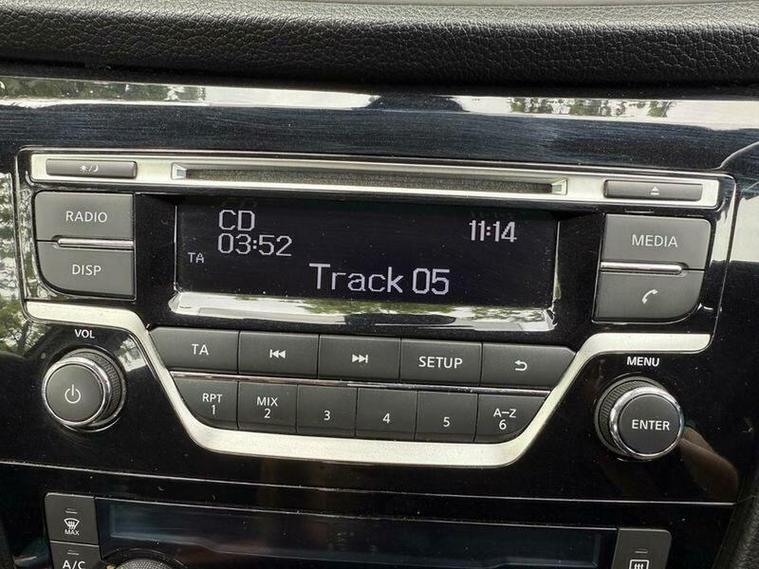 RADIO
DISP
CD
03:52
TA
11:14
Track 05
MEDIA
VOL
TA
SETUP
MENU
RPT
1
MIX
2
3
4
5
A-Z
6
ENTER
MAX
A/C